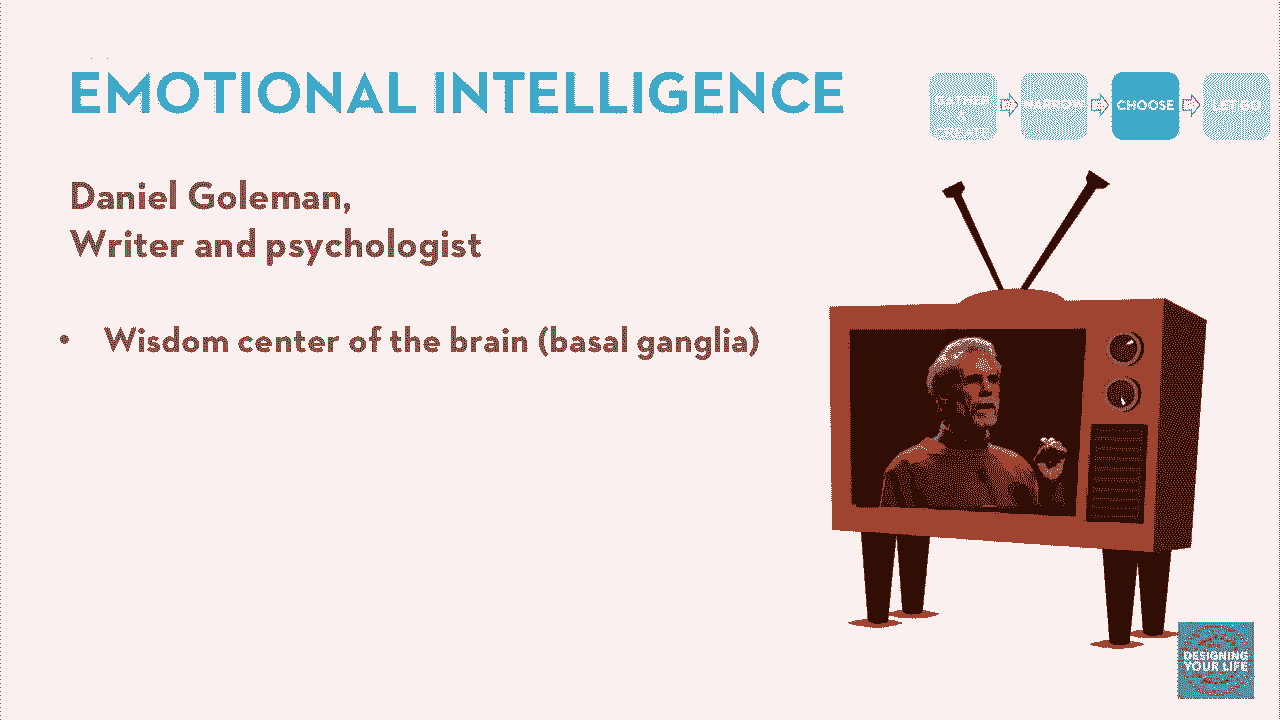 EMOTIONAL INTELLIGENCE
GATHER
&
CREATE
NARROW
CHOOSE
LET GO
Daniel Goleman,
Writer and psychologist
• Wisdom center of the brain (basal ganglia)
DESIGNING
YOUR LIFE